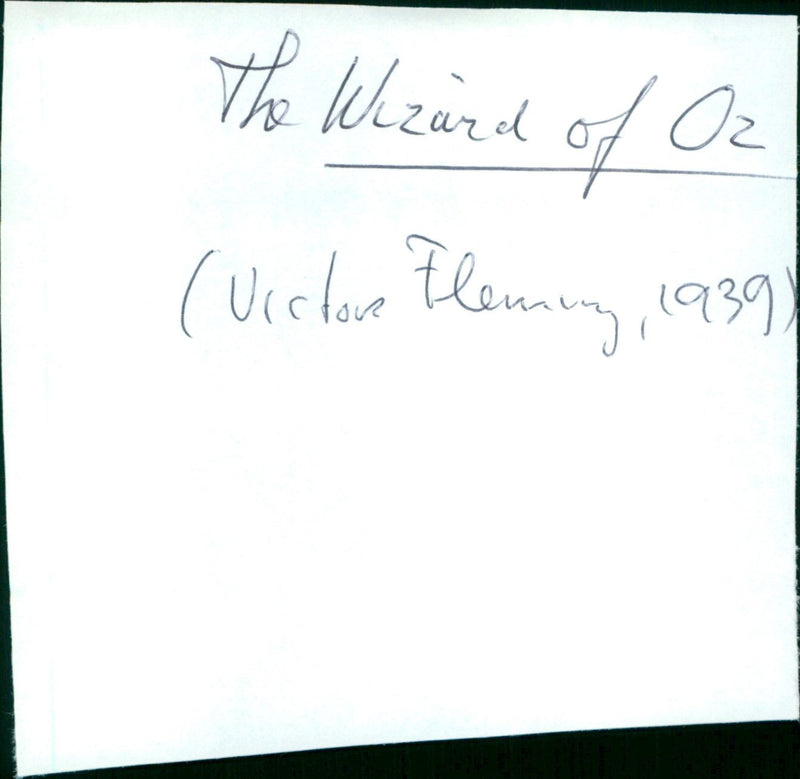 The Wizard of Oz
(Victor Fleming, 1939)